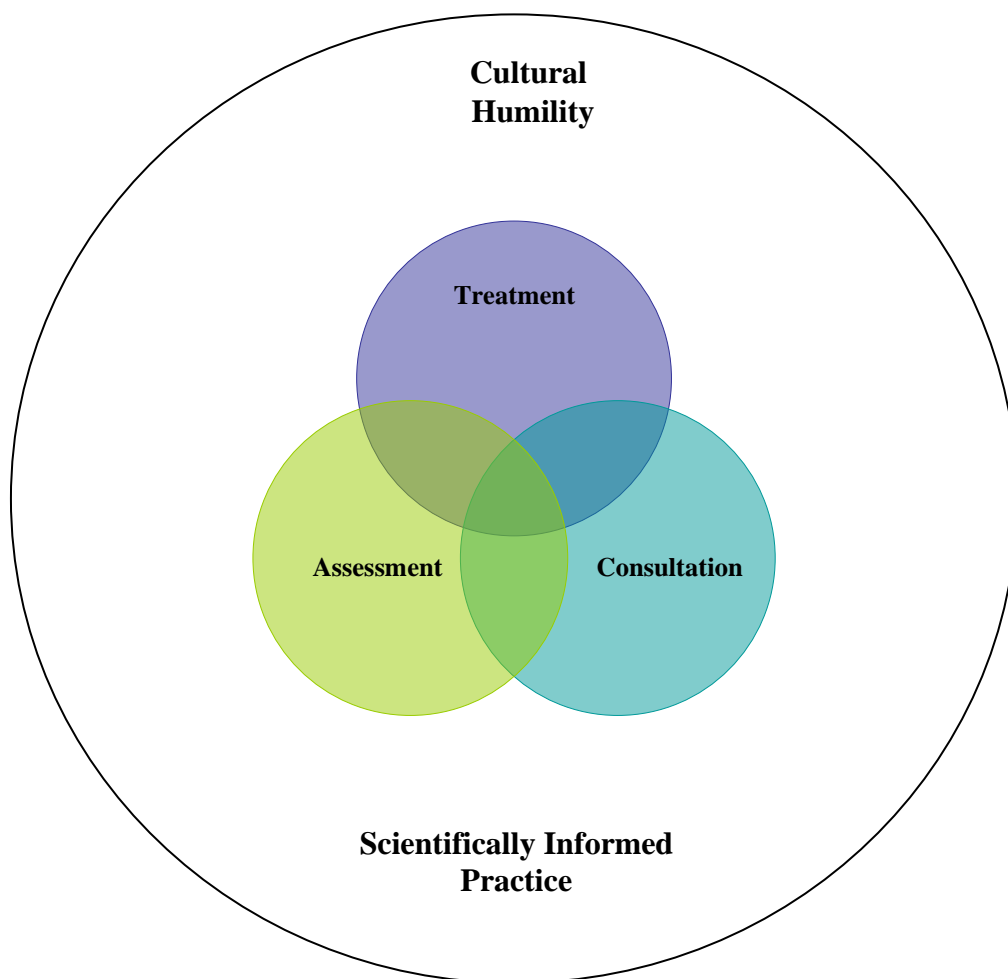 Cultural
Humility
Treatment
Assessment
Consultation
Scientifically Informed
Practice